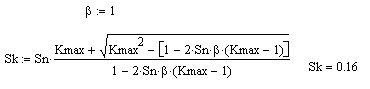 β := 1
Sk := Sn·(Kmax + √(Kmax² − [1 − 2·Sn·β·(Kmax − 1)]))/(1 − 2·Sn·β·(Kmax − 1)) Sk = 0.16